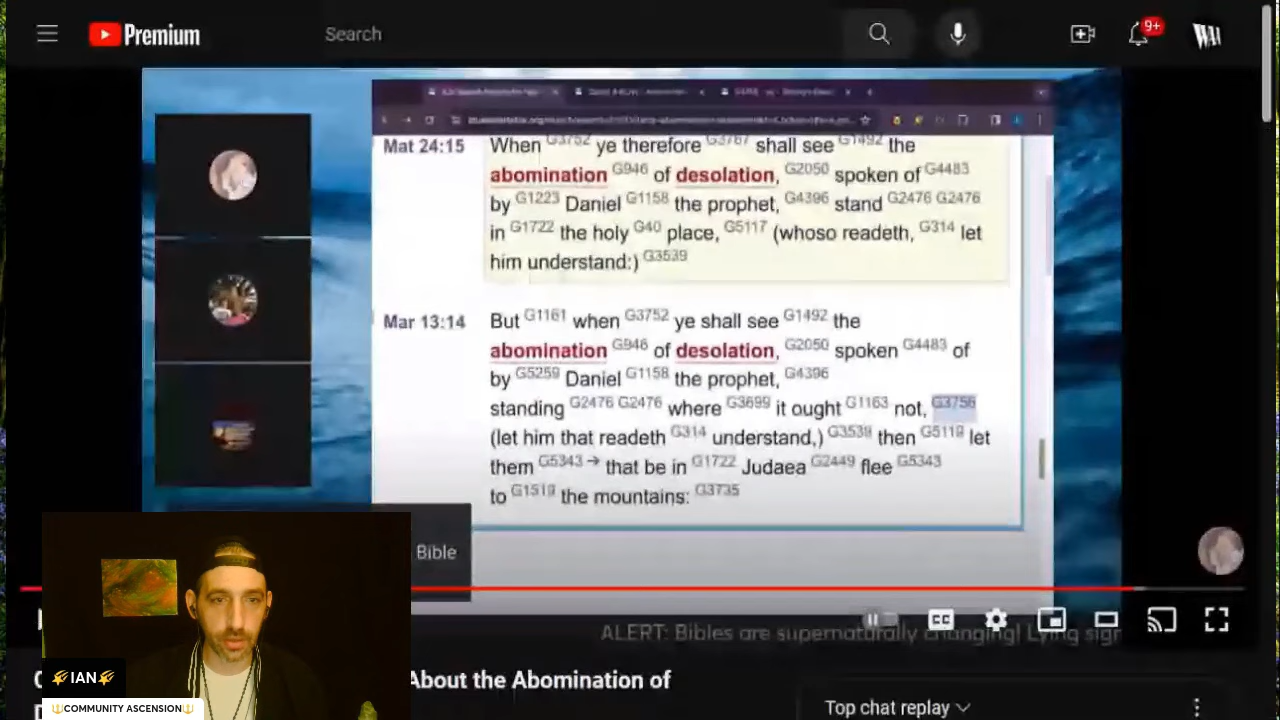 Premium
Search
9+
Mat 24:15
When G3752 ye therefore G3767 shall see G1492 the
abomination G946 of desolation, G2050 spoken of G4483
by G1223 Daniel G1158 the prophet, G4396 stand G2476 G2476
in G1722 the holy G40 place, G5117 (whoso readeth, G314 let
him understand:) G3539
Mar 13:14
But G1161 when G3752 ye shall see G1492 the
abomination G946 of desolation, G2050 spoken G4483 of
by G5259 Daniel G1158 the prophet, G4396
standing G2476 G2476 where G3699 it ought G1163 not, G3756
(let him that readeth G314 understand,) G3539 then G5119 let
them G5343 → that be in G1722 Judaea G2449 flee G5343
to G1519 the mountains: G3735
Bible
CC
ALERT: Bibles are supernaturally changing! Lying sign
IAN
COMMUNITY ASCENSION
About the Abomination of
Top chat replay